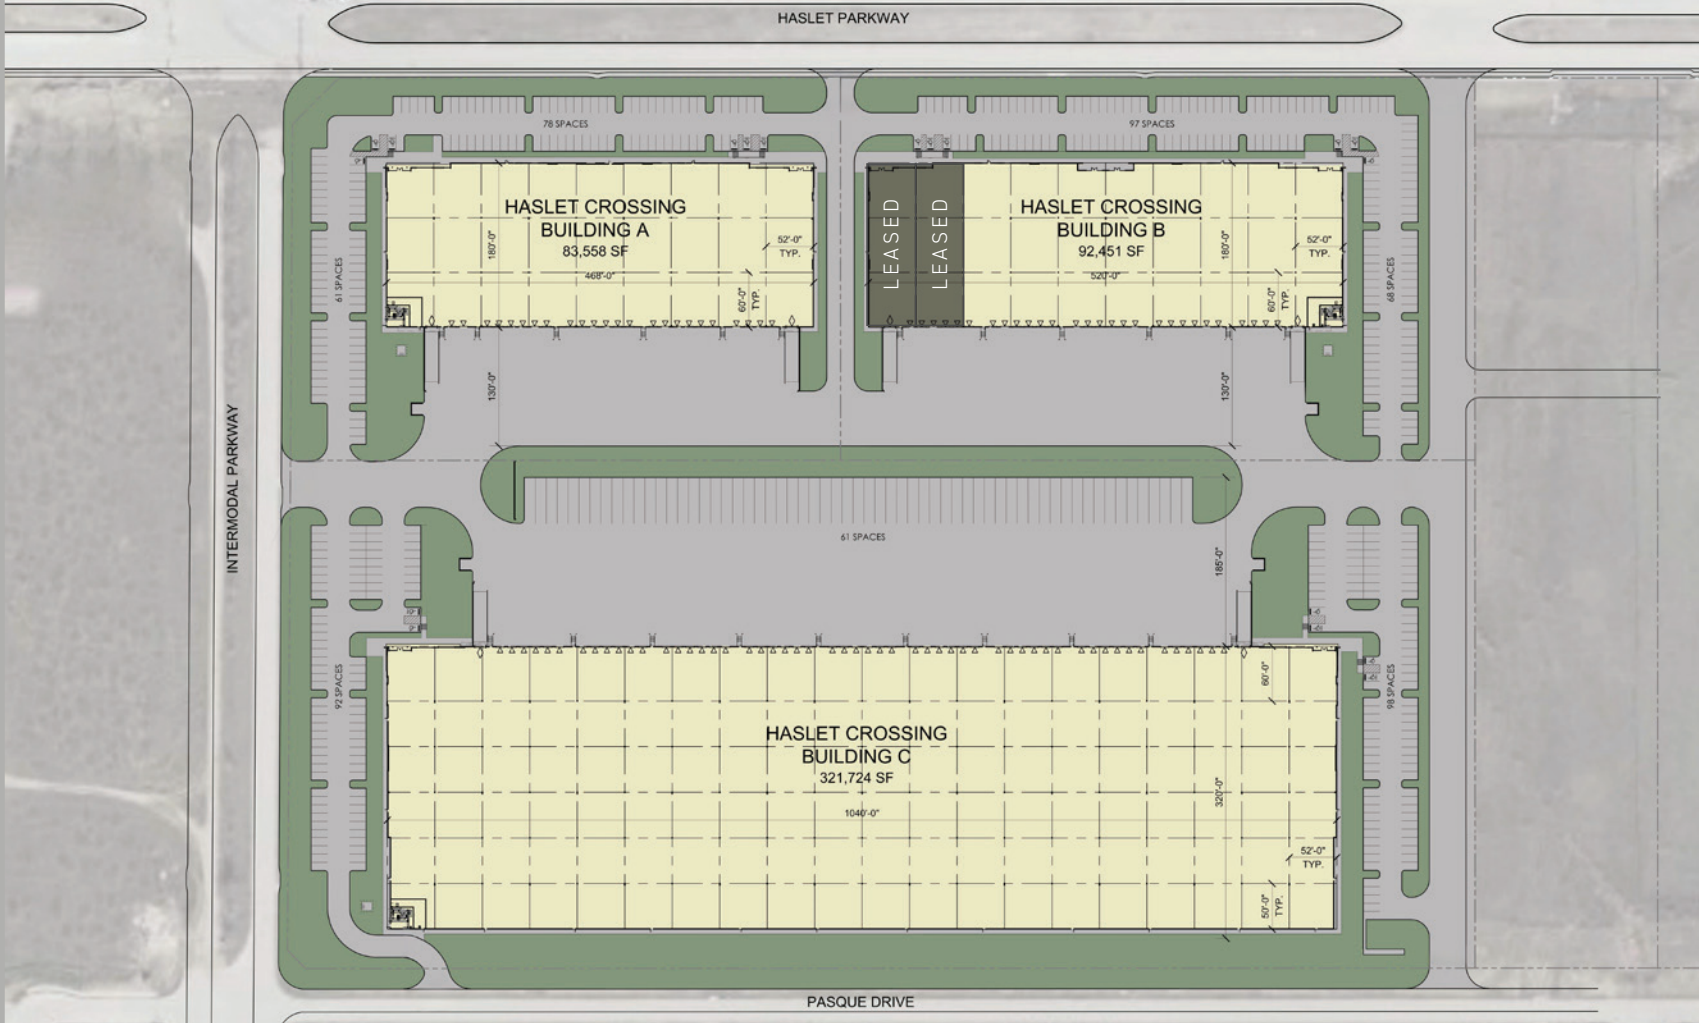 HASLET PARKWAY
78 SPACES
97 SPACES
HASLET CROSSING
BUILDING A
83,558 SF
468'-0"
180'-0"
52'-0"
TYP.
60'-0"
TYP.
LEASED
LEASED
HASLET CROSSING
BUILDING B
92,451 SF
520'-0"
180'-0"
52'-0"
TYP.
60'-0"
TYP.
61 SPACES
68 SPACES
130'-0"
130'-0"
INTERMODAL PARKWAY
61 SPACES
185'-0"
92 SPACES
98 SPACES
60'-0"
HASLET CROSSING
BUILDING C
321,724 SF
1040'-0"
320'-0"
52'-0"
TYP.
50'-0"
TYP.
PASQUE DRIVE